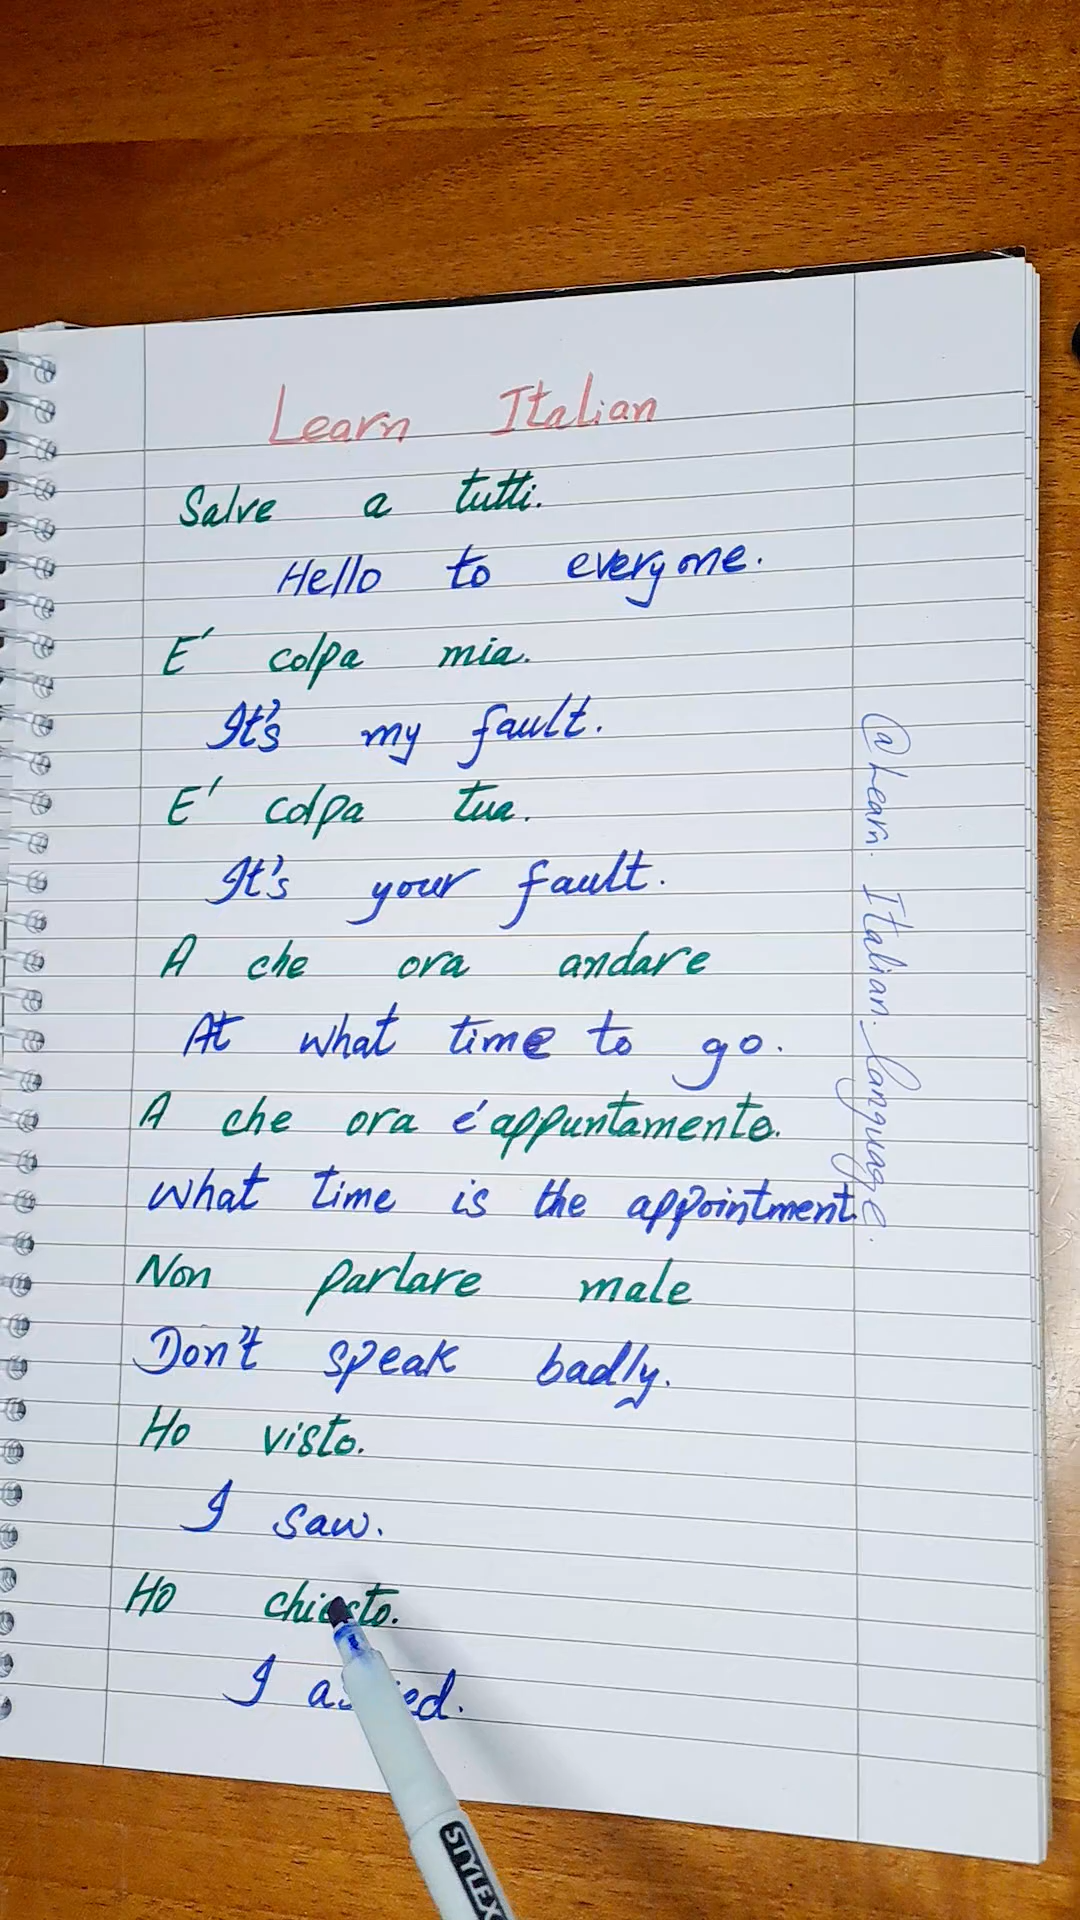 Learn Italian
Salve a tutti.
Hello to everyone.
E' colpa mia.
It's my fault.
E' colpa tua.
It's your fault.
A che ora andare
At what time to go.
A che ora é appuntamento.
What time is the appointment.
Non parlare male
Don't speak badly.
Ho visto.
I saw.
Ho chiesto.
I asked.
@Learn.Italian_language.
STYLEX